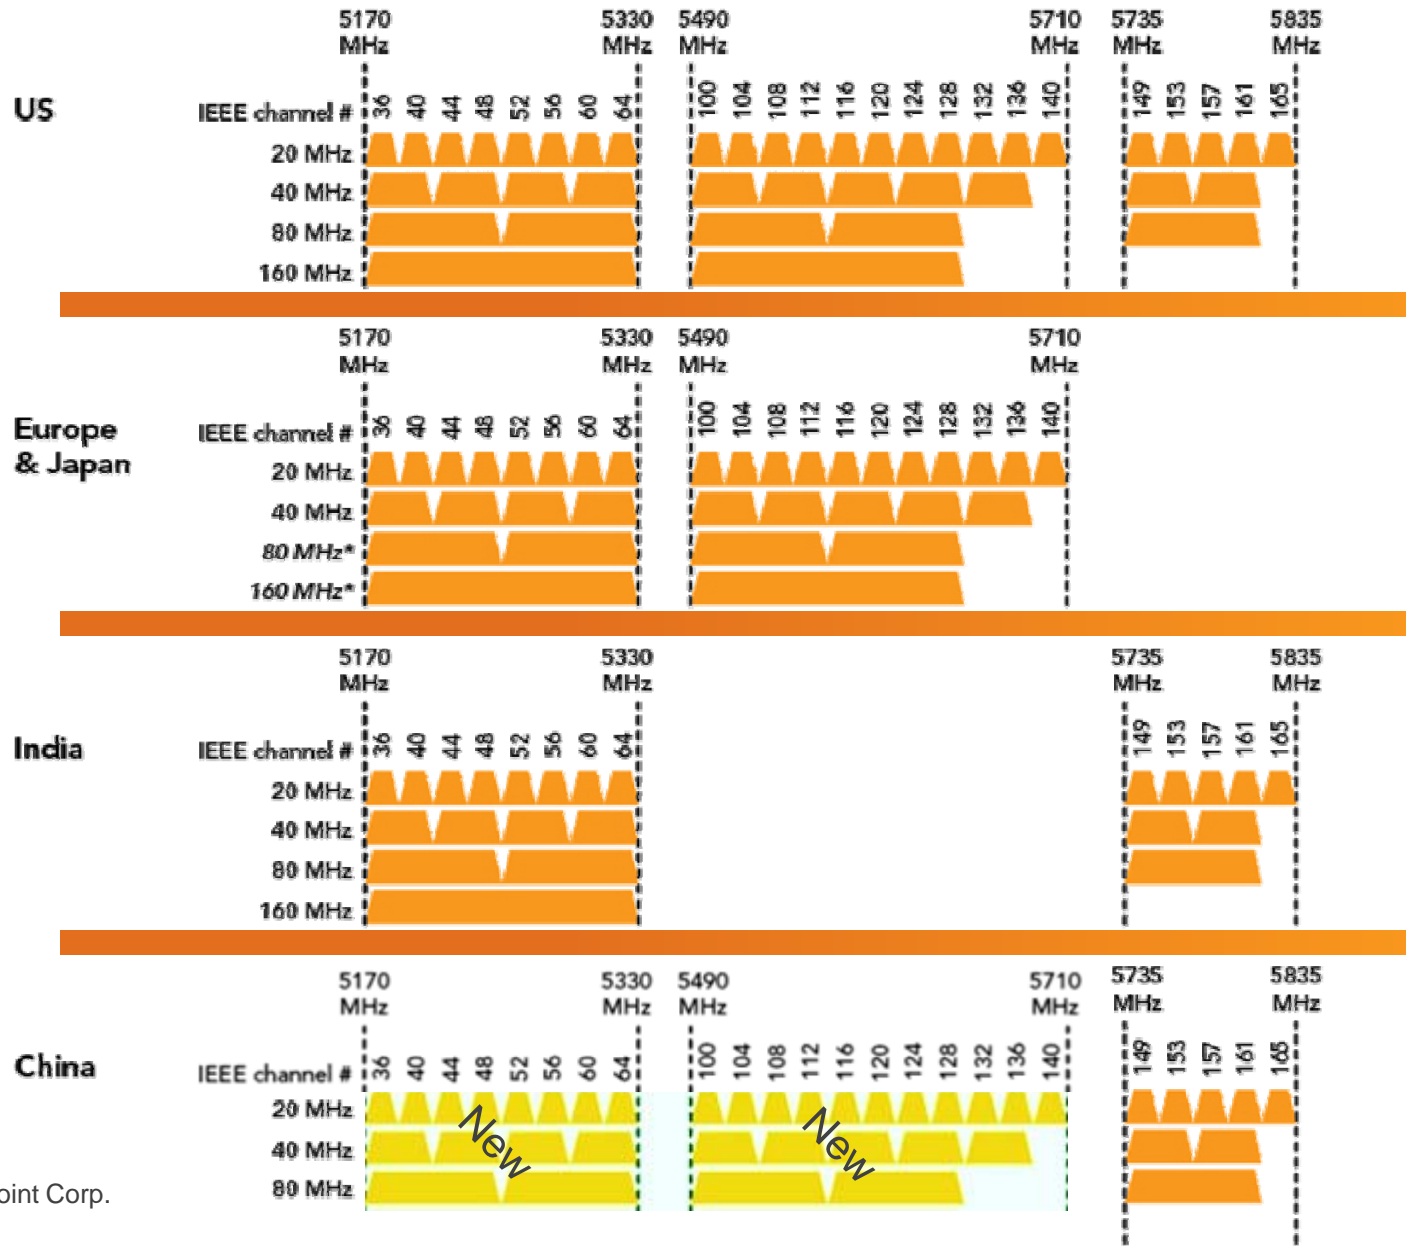 5170 5330 5490 5710 5735 5835
MHz MHz MHz MHz MHz MHz
US IEEE channel # 36 40 44 48 52 56 60 64 100 104 108 112 116 120 124 128 132 136 140 149 153 157 161 165
20 MHz
40 MHz
80 MHz
160 MHz
5170 5330 5490 5710
MHz MHz MHz MHz
Europe
& Japan
IEEE channel # 36 40 44 48 52 56 60 64 100 104 108 112 116 120 124 128 132 136 140
20 MHz
40 MHz
80 MHz*
160 MHz*
5170 5330 5735 5835
MHz MHz MHz MHz
India IEEE channel # 36 40 44 48 52 56 60 64 149 153 157 161 165
20 MHz
40 MHz
80 MHz
160 MHz
5170 5330 5490 5710 5735 5835
MHz MHz MHz MHz MHz MHz
China IEEE channel # 36 40 44 48 52 56 60 64 100 104 108 112 116 120 124 128 132 136 140 149 153 157 161 165
20 MHz
New New
40 MHz
80 MHz
oint Corp.